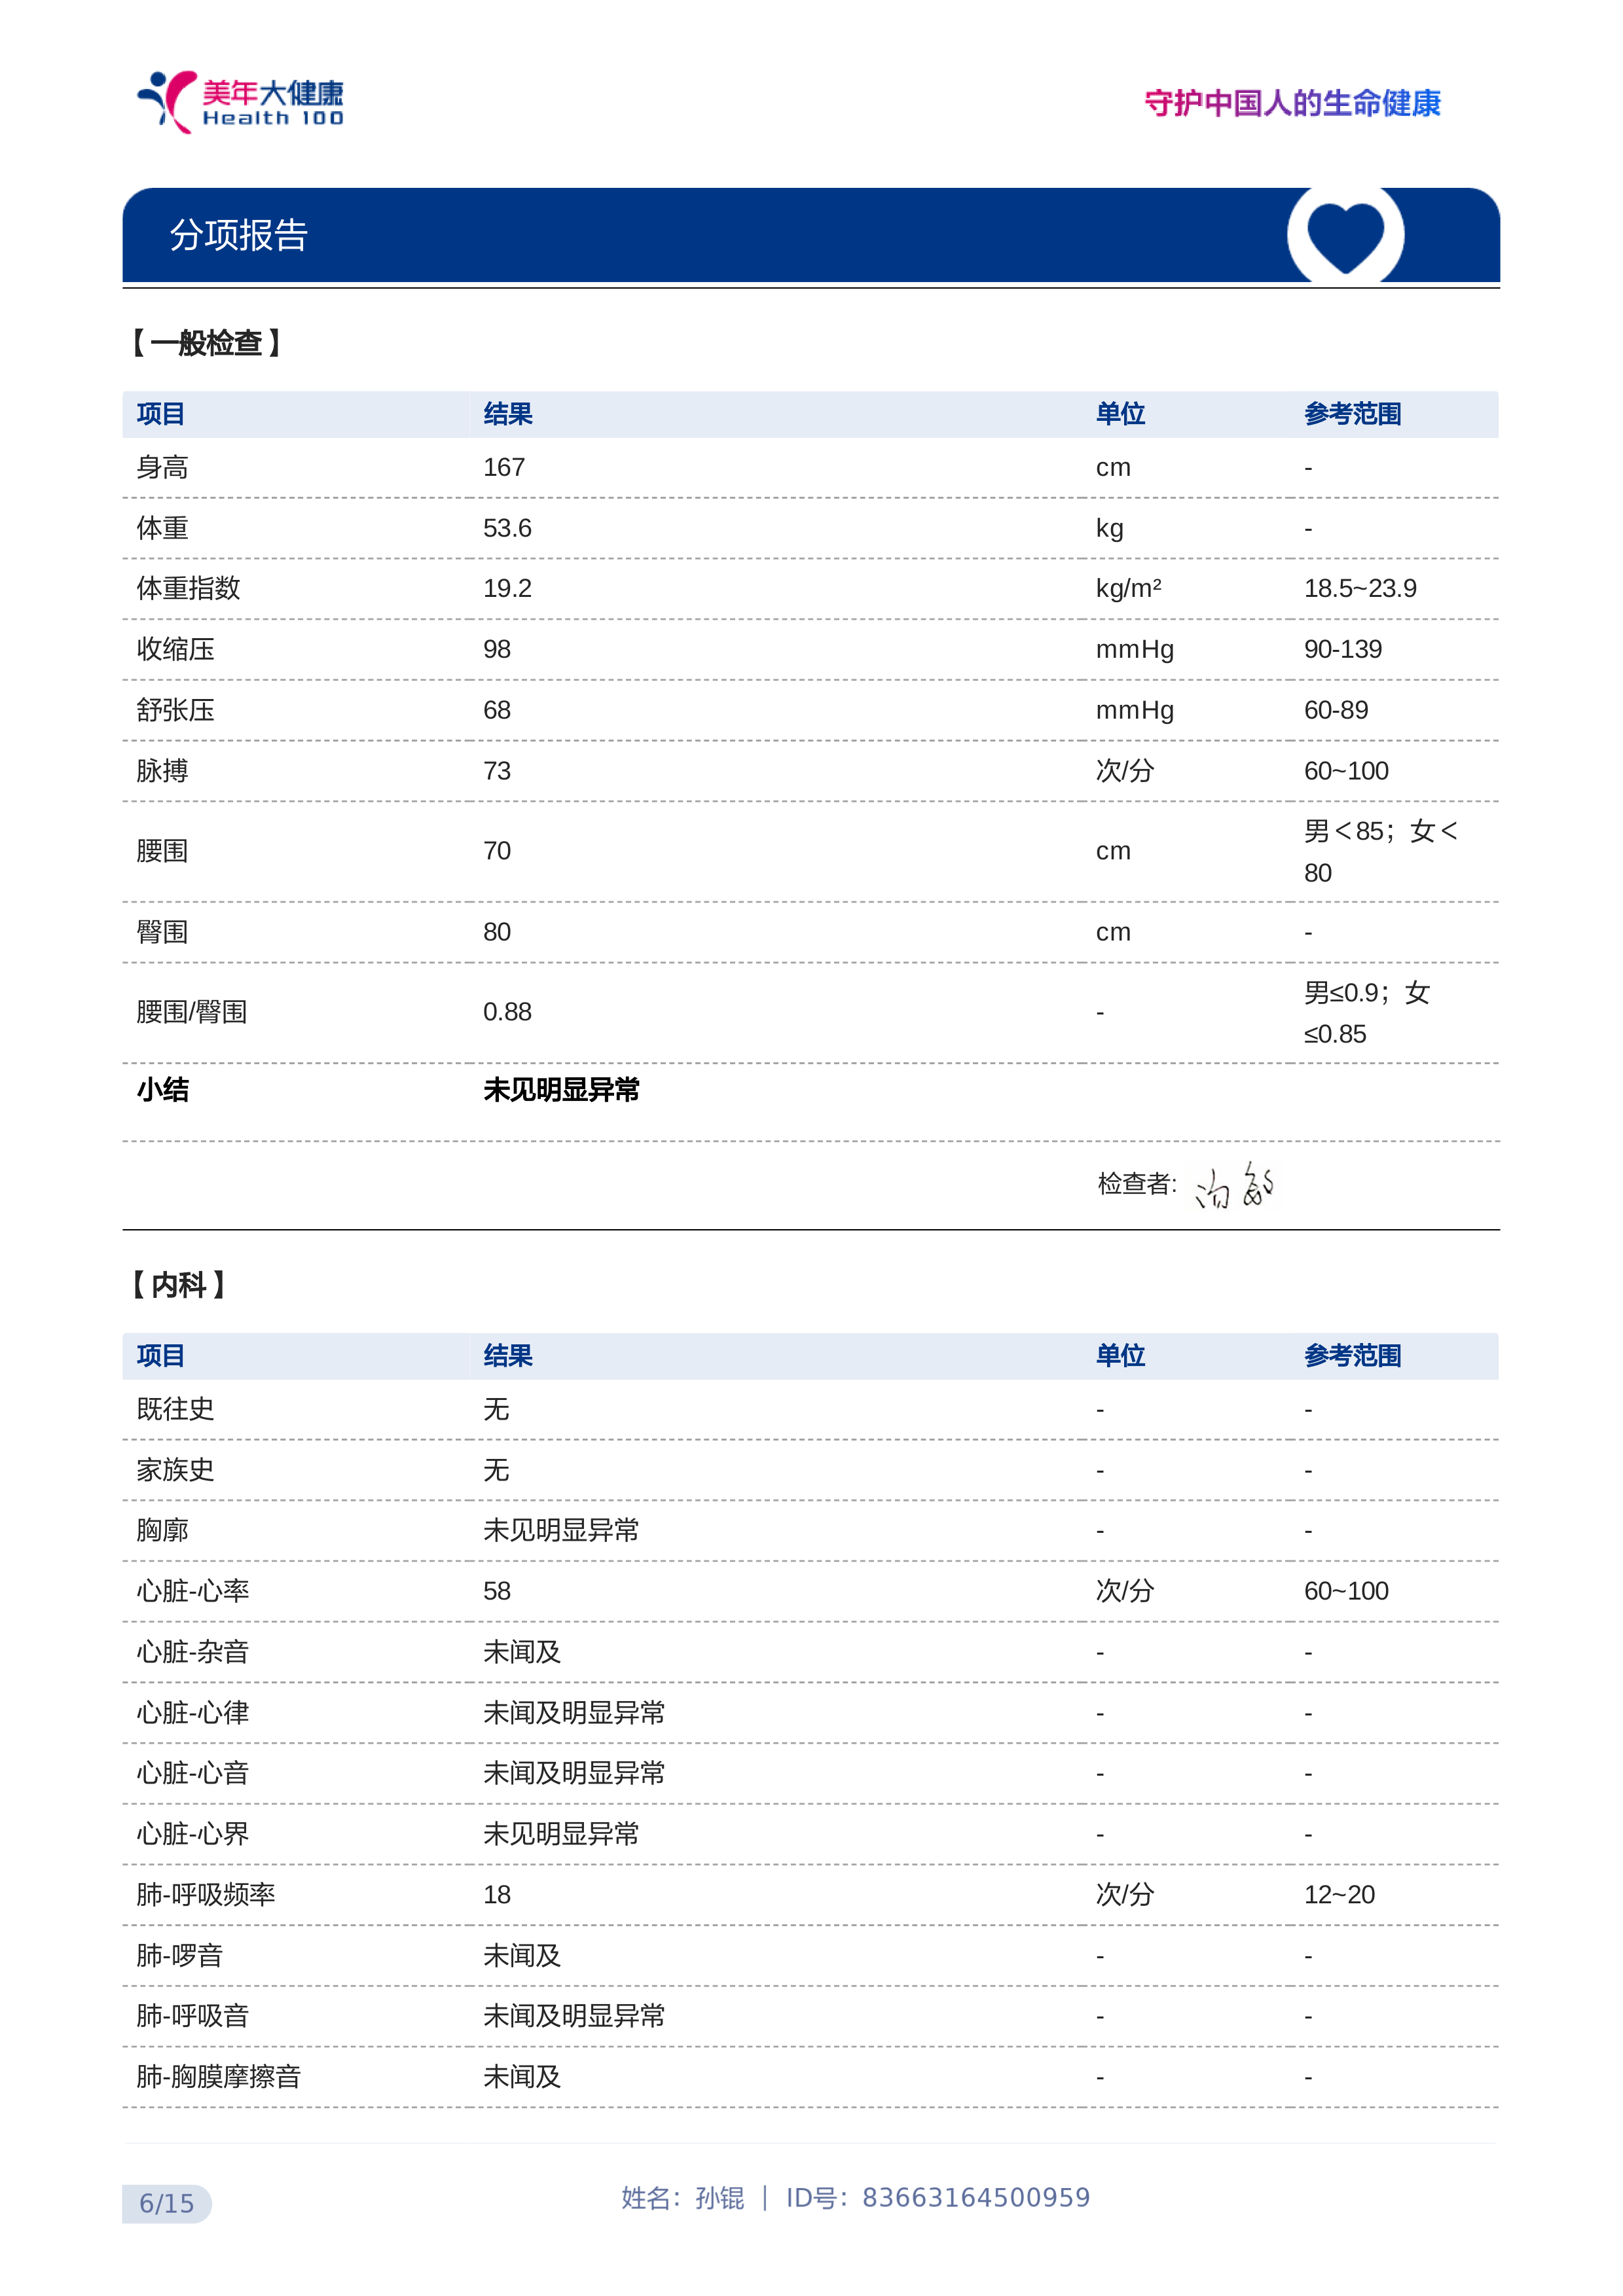 美年大健康
Health 100
守护中国人的生命健康
分项报告
【一般检查】
项目 结果 单位 参考范围
身高 167 cm -
体重 53.6 kg -
体重指数 19.2 kg/m² 18.5~23.9
收缩压 98 mmHg 90-139
舒张压 68 mmHg 60-89
脉搏 73 次/分 60~100
腰围 70 cm 男＜85；女＜
80
臀围 80 cm -
腰围/臀围 0.88 - 男≤0.9；女
≤0.85
小结 未见明显异常
检查者:
【内科】
项目 结果 单位 参考范围
既往史 无 - -
家族史 无 - -
胸廓 未见明显异常 - -
心脏-心率 58 次/分 60~100
心脏-杂音 未闻及 - -
心脏-心律 未闻及明显异常 - -
心脏-心音 未闻及明显异常 - -
心脏-心界 未见明显异常 - -
肺-呼吸频率 18 次/分 12~20
肺-啰音 未闻及 - -
肺-呼吸音 未闻及明显异常 - -
肺-胸膜摩擦音 未闻及 - -
6/15
姓名：孙锟 | ID号：83663164500959